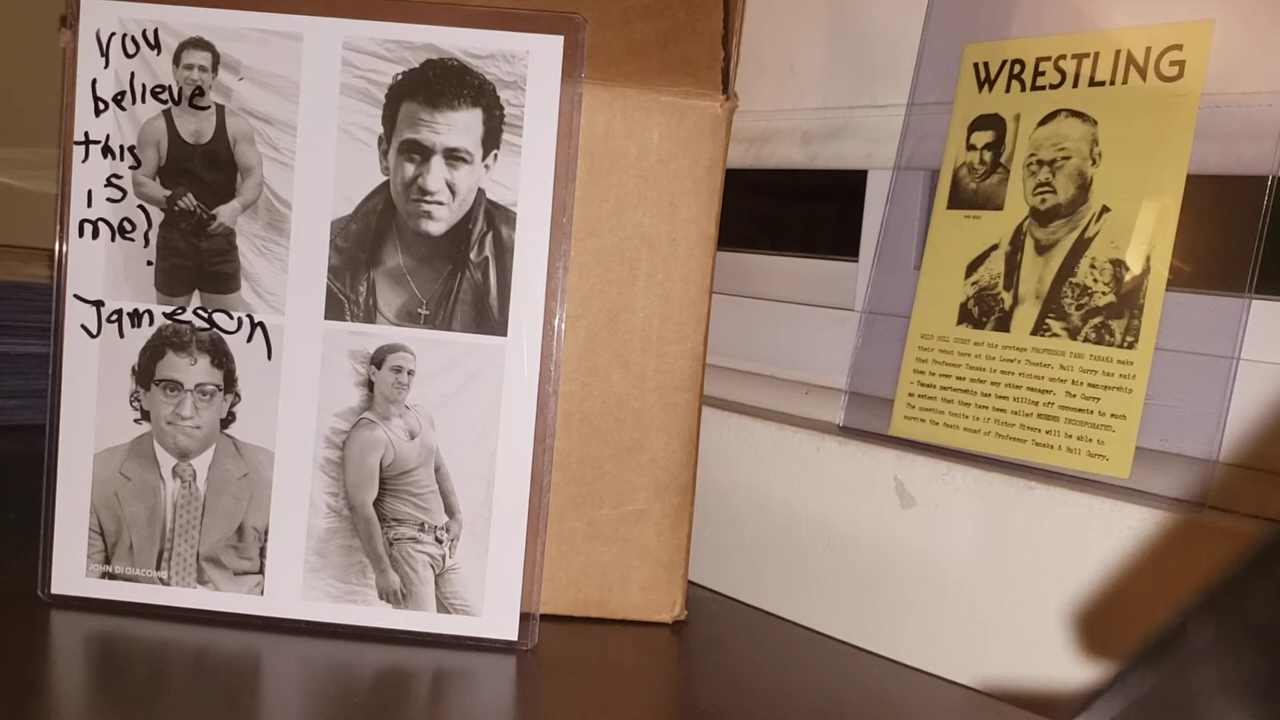 you
believe
this
is
me?
Jameson
JOHN DI GIACOMO
WRESTLING
WILD BULL CURRY and his protege PROFESSOR TARO TANAKA make
their debut here at the Loew's Theater. Bull Curry has said
that Professor Tanaka is more vicious under his managership
then he ever was under any other manager. The Curry
- Tanaka parternship has been killing off opponents to such
an extent that they have been called MURDER INCORPORATED.
The question tonite is if Victor Rivera will be able to
survive the death squad of Professor Tanaka & Bull Curry.